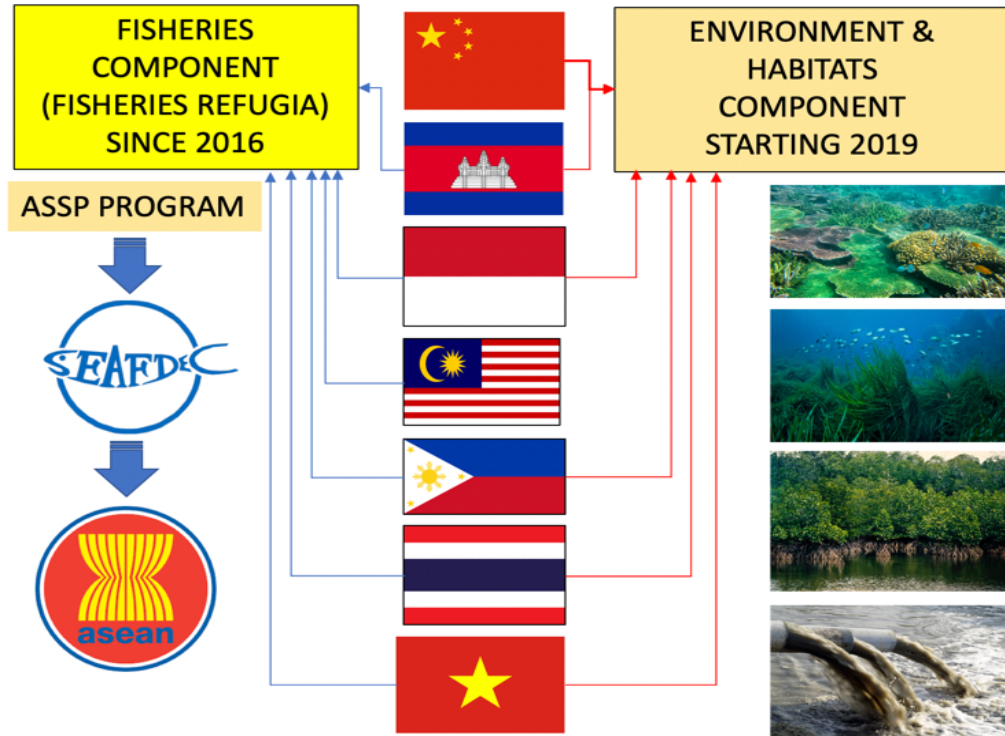 FISHERIES
COMPONENT
(FISHERIES REFUGIA)
SINCE 2016
ENVIRONMENT &
HABITATS
COMPONENT
STARTING 2019
ASSP PROGRAM
SEAFDEC
asean